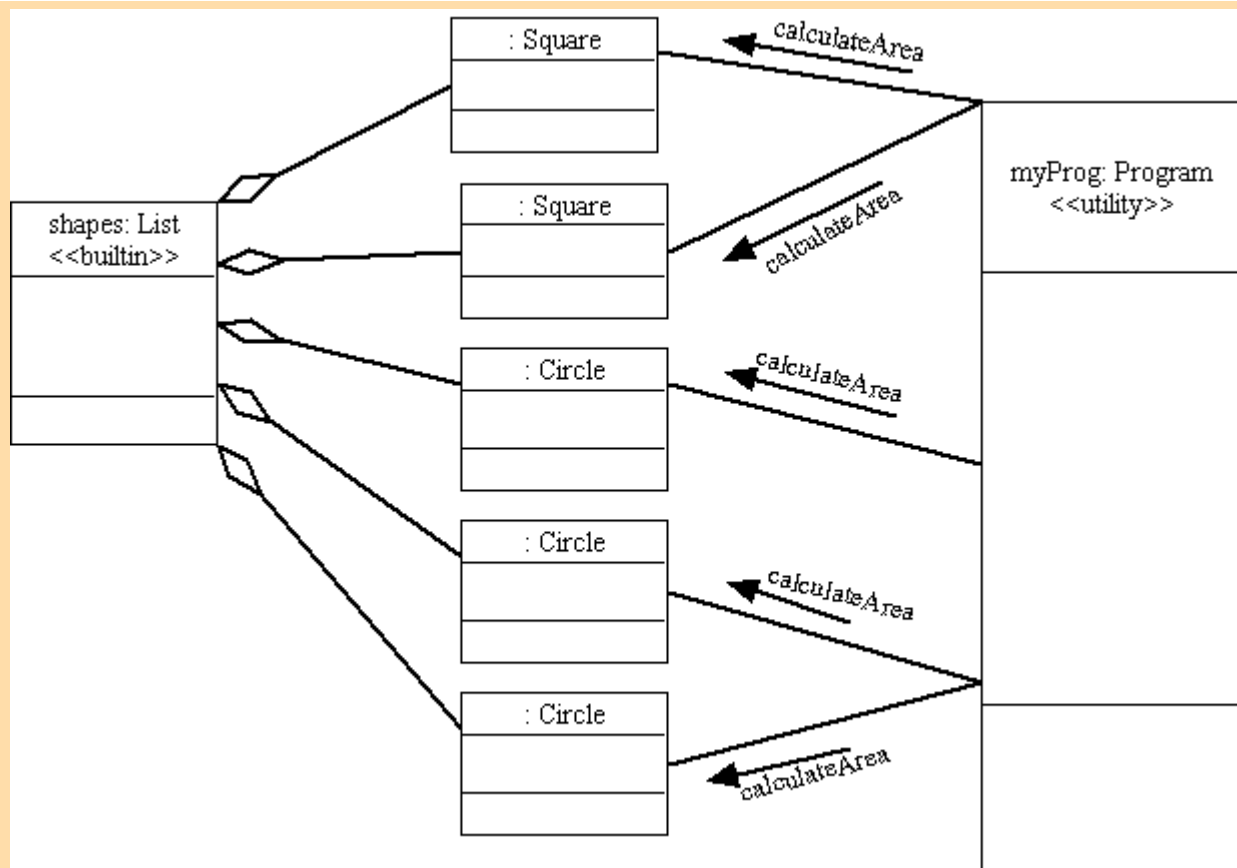 : Square
calculateArea
myProg: Program
<<utility>>
: Square
calculateArea
shapes: List
<<builtin>>
: Circle
calculateArea
: Circle
calculateArea
: Circle
calculateArea